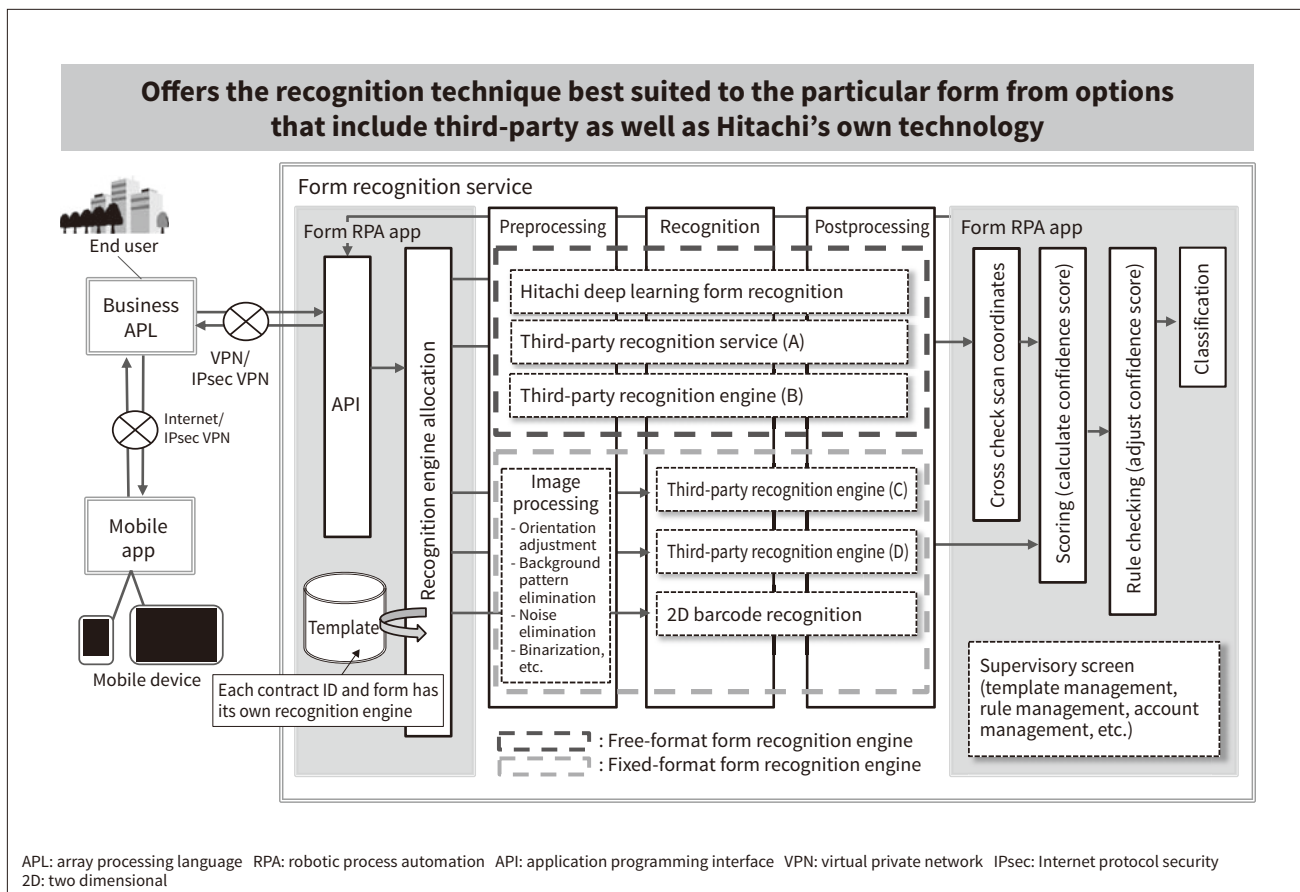 Offers the recognition technique best suited to the particular form from options
that include third-party as well as Hitachi’s own technology
Form recognition service
End user
Business
APL
VPN/
IPsec VPN
Internet/
IPsec VPN
Mobile
app
Mobile device
Form RPA app
API
Recognition engine allocation
Template
Each contract ID and form has
its own recognition engine
Preprocessing
Recognition
Postprocessing
Hitachi deep learning form recognition
Third-party recognition service (A)
Third-party recognition engine (B)
Image
processing
- Orientation
adjustment
- Background
pattern
elimination
- Noise
elimination
- Binarization,
etc.
Third-party recognition engine (C)
Third-party recognition engine (D)
2D barcode recognition
: Free-format form recognition engine
: Fixed-format form recognition engine
Form RPA app
Cross check scan coordinates
Scoring (calculate confidence score)
Rule checking (adjust confidence score)
Classification
Supervisory screen
(template management,
rule management, account
management, etc.)
APL: array processing language RPA: robotic process automation API: application programming interface VPN: virtual private network IPsec: Internet protocol security
2D: two dimensional